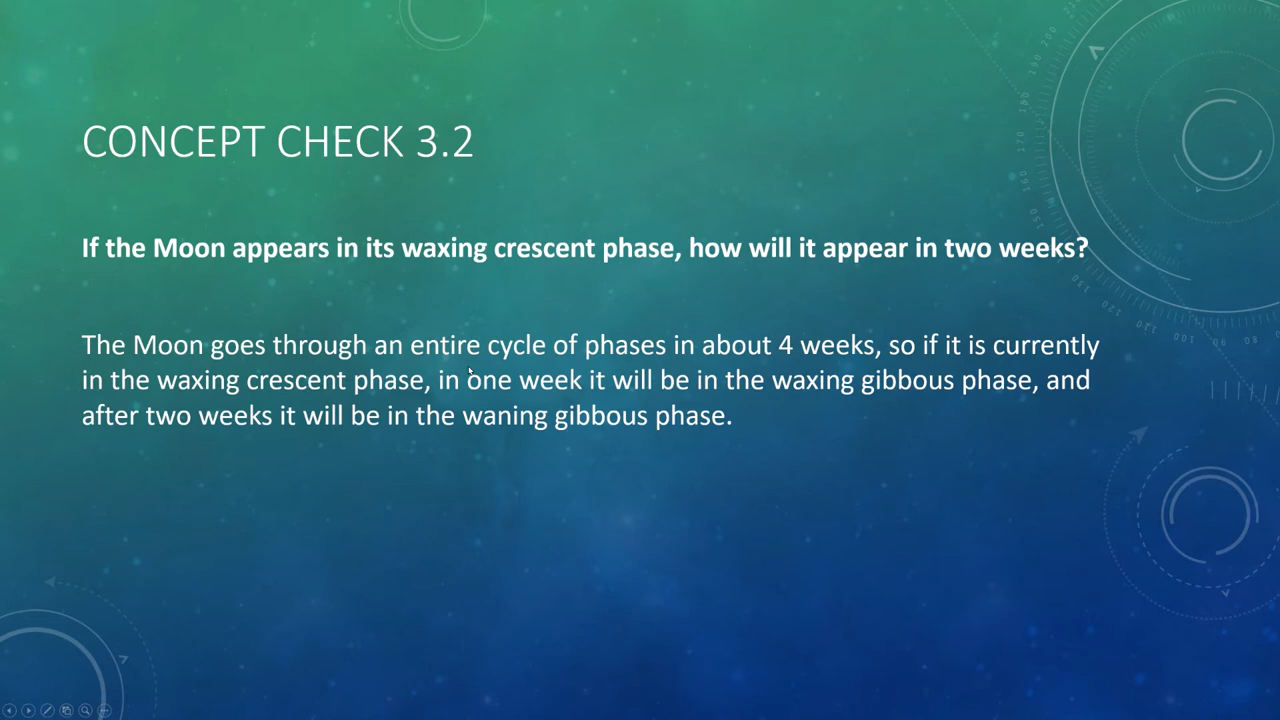 CONCEPT CHECK 3.2
If the Moon appears in its waxing crescent phase, how will it appear in two weeks?
The Moon goes through an entire cycle of phases in about 4 weeks, so if it is currently
in the waxing crescent phase, in one week it will be in the waxing gibbous phase, and
after two weeks it will be in the waning gibbous phase.